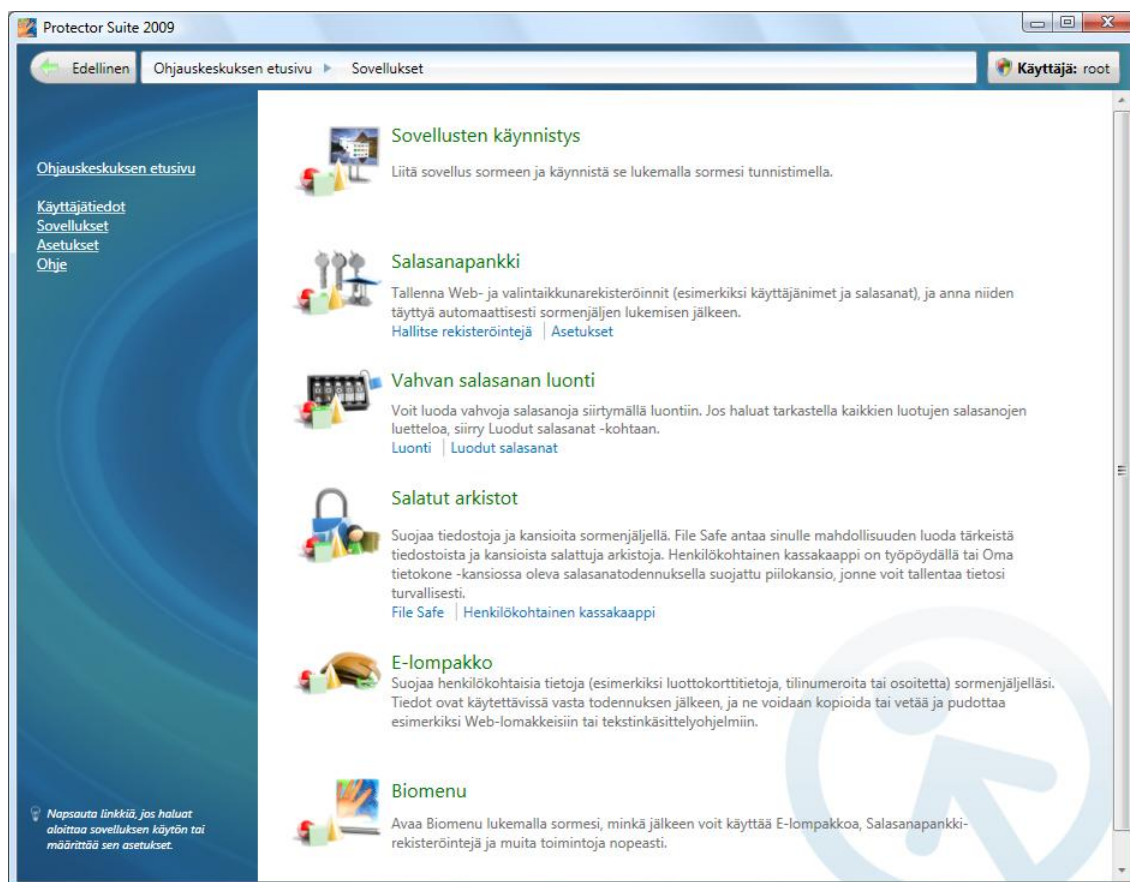 Protector Suite 2009
Edellinen
Ohjauskeskuksen etusivu
Sovellukset
Käyttäjä: root
Ohjauskeskuksen etusivu
Käyttäjätiedot
Sovellukset
Asetukset
Ohje
Napsauta linkkiä, jos haluat
aloittaa sovelluksen käytön tai
määrittää sen asetukset.
Sovellusten käynnistys
Liitä sovellus sormeen ja käynnistä se lukemalla sormesi tunnistimella.
Salasanapankki
Tallenna Web- ja valintaikkunarekisteröinnit (esimerkiksi käyttäjänimet ja salasanat), ja anna niiden
täyttyä automaattisesti sormenjäljen lukemisen jälkeen.
Hallitse rekisteröintejä | Asetukset
Vahvan salasanan luonti
Voit luoda vahvoja salasanoja siirtymällä luontiin. Jos haluat tarkastella kaikkien luotujen salasanojen
luetteloa, siirry Luodut salasanat -kohtaan.
Luonti | Luodut salasanat
Salatut arkistot
Suojaa tiedostoja ja kansioita sormenjäljellä. File Safe antaa sinulle mahdollisuuden luoda tärkeistä
tiedostoista ja kansioista salattuja arkistoja. Henkilökohtainen kassakaappi on työpöydällä tai Oma
tietokone -kansiossa oleva salasanatodennuksella suojattu piilokansio, jonne voit tallentaa tietosi
turvallisesti.
File Safe | Henkilökohtainen kassakaappi
E-lompakko
Suojaa henkilökohtaisia tietoja (esimerkiksi luottokorttitietoja, tilinumeroita tai osoitetta) sormenjäljelläsi.
Tiedot ovat käytettävissä vasta todennuksen jälkeen, ja ne voidaan kopioida tai vetää ja pudottaa
esimerkiksi Web-lomakkeisiin tai tekstinkäsittelyohjelmiin.
Biomenu
Avaa Biomenu lukemalla sormesi, minkä jälkeen voit käyttää E-lompakkoa, Salasanapankki-
rekisteröintejä ja muita toimintoja nopeasti.